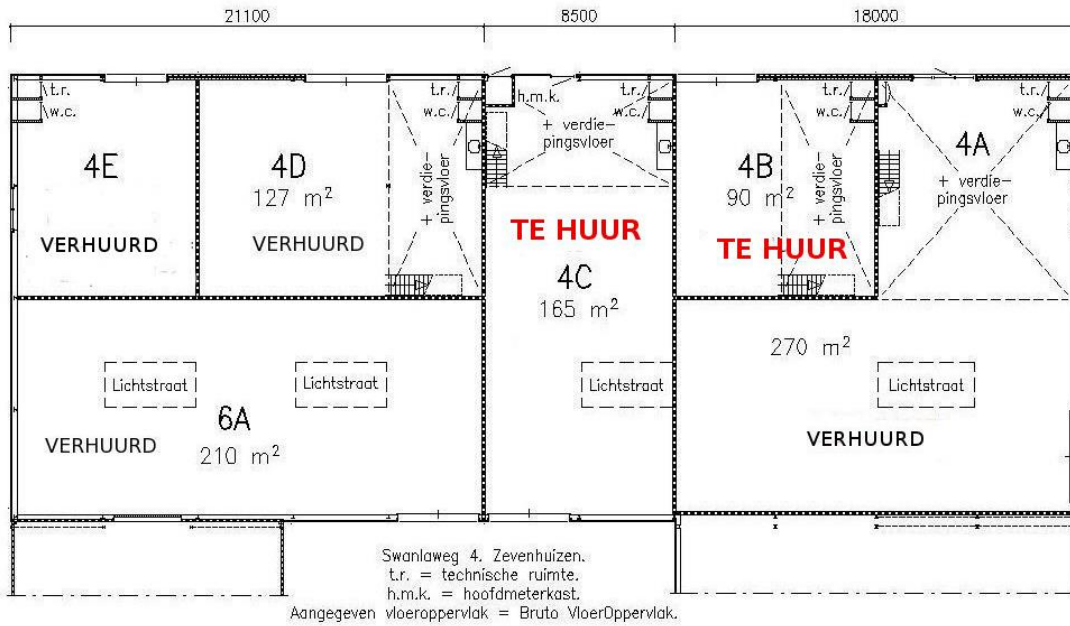 21100
8500
18000
t.r.
w.c.
4E
VERHUURD
4D
127 m²
VERHUURD
+ verdie-
pingsvloer
t.r.
w.c.
h.m.k.
+ verdie-
pingsvloer
t.r.
w.c.
TE HUUR
4C
165 m²
4B
90 m²
TE HUUR
+ verdie-
pingsvloer
t.r.
w.c.
4A
+ verdie-
pingsvloer
t.r.
w.c.
270 m²
Lichtstraat
Lichtstraat
Lichtstraat
Lichtstraat
6A
VERHUURD
210 m²
VERHUURD
Swanlaweg 4. Zevenhuizen.
t.r. = technische ruimte.
h.m.k. = hoofdmeterkast.
Aangegeven vloeroppervlak = Bruto VloerOppervlak.